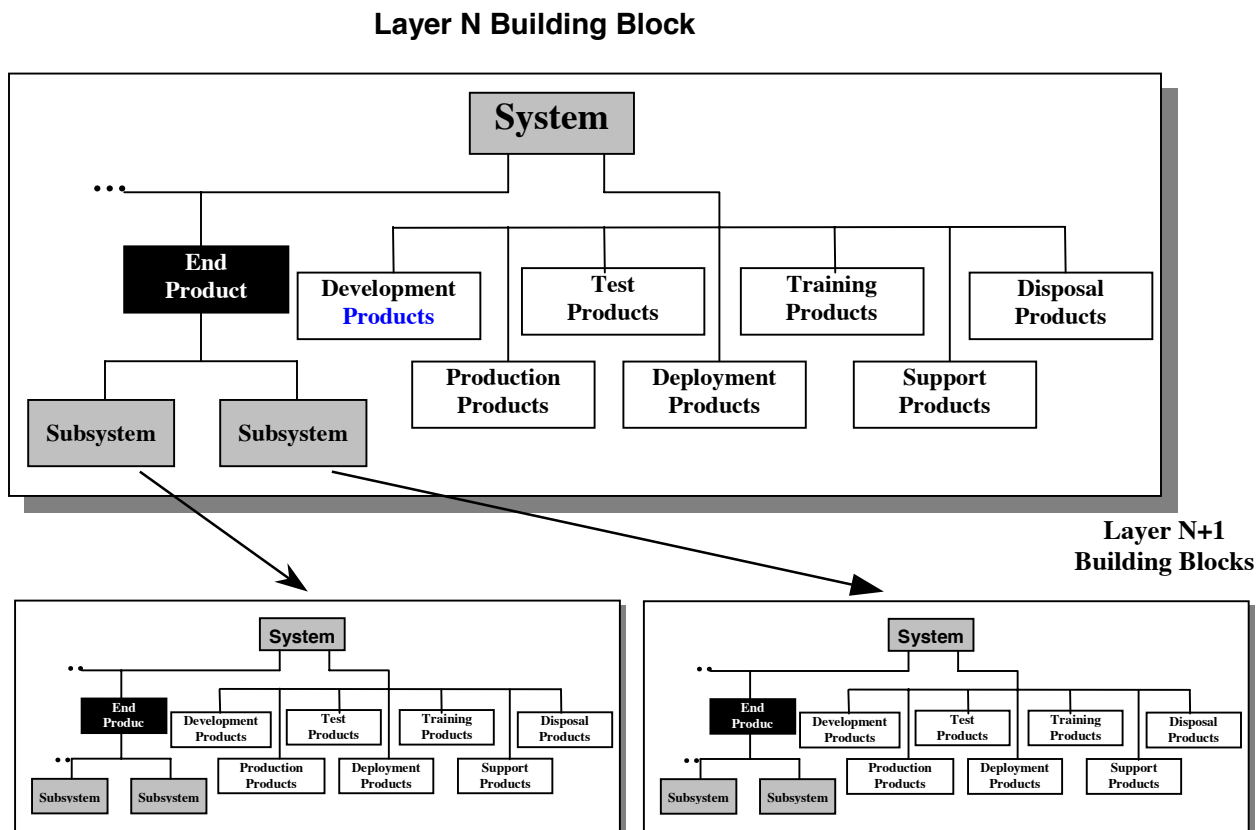 Layer N Building Block
System
...
End
Product
Development
Products
Test
Products
Training
Products
Disposal
Products
Production
Products
Deployment
Products
Support
Products
Subsystem
Subsystem
Layer N+1
Building Blocks
System
..
End
Produc
Development
Products
Test
Products
Training
Products
Disposal
Products
Production
Products
Deployment
Products
Support
Products
..
Subsystem
Subsystem
System
..
End
Produc
Development
Products
Test
Products
Training
Products
Disposal
Products
Production
Products
Deployment
Products
Support
Products
..
Subsystem
Subsystem